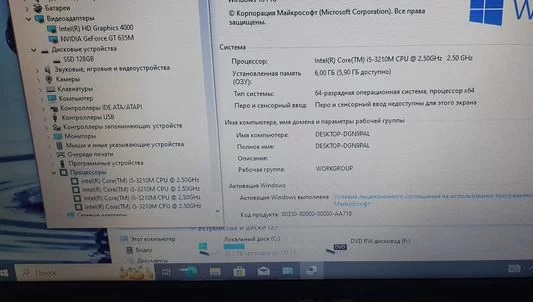 Батареи
Видеоадаптеры
Intel(R) HD Graphics 4000
NVIDIA GeForce GT 635M
Дисковые устройства
SSD 128GB
Звуковые, игровые и видеоустройства
Камеры
Клавиатуры
Компьютер
Контроллеры IDE ATA/ATAPI
Контроллеры USB
Контроллеры запоминающих устройств
Мониторы
Мыши и иные указывающие устройства
Очереди печати
Программные устройства
Процессоры
Intel(R) Core(TM) i5-3210M CPU @ 2.50GHz
Intel(R) Core(TM) i5-3210M CPU @ 2.50GHz
Intel(R) Core(TM) i5-3210M CPU @ 2.50GHz
Intel(R) Core(TM) i5-3210M CPU @ 2.50GHz
© Корпорация Майкрософт (Microsoft Corporation). Все права
защищены.
Система
Процессор: Intel(R) Core(TM) i5-3210M CPU @ 2.50GHz 2.50 GHz
Установленная память
(ОЗУ): 6,00 ГБ (5,90 ГБ доступно)
Тип системы: 64-разрядная операционная система, процессор x64
Перо и сенсорный ввод: Перо и сенсорный ввод недоступны для этого экрана
Имя компьютера, имя домена и параметры рабочей группы
Имя компьютера: DESKTOP-DGN9PAL
Полное имя: DESKTOP-DGN9PAL
Описание:
Рабочая группа: WORKGROUP
Активация Windows
Активация Windows выполнена Условия лицензионного соглашения на использование
Майкрософт
Код продукта: 00330-80000-00000-AA718
Устройства и диски (2)
Этот компьютер
Видео
Документы
Локальный диск (C:)
DVD RW дисковод (F:)
DVD
Поиск